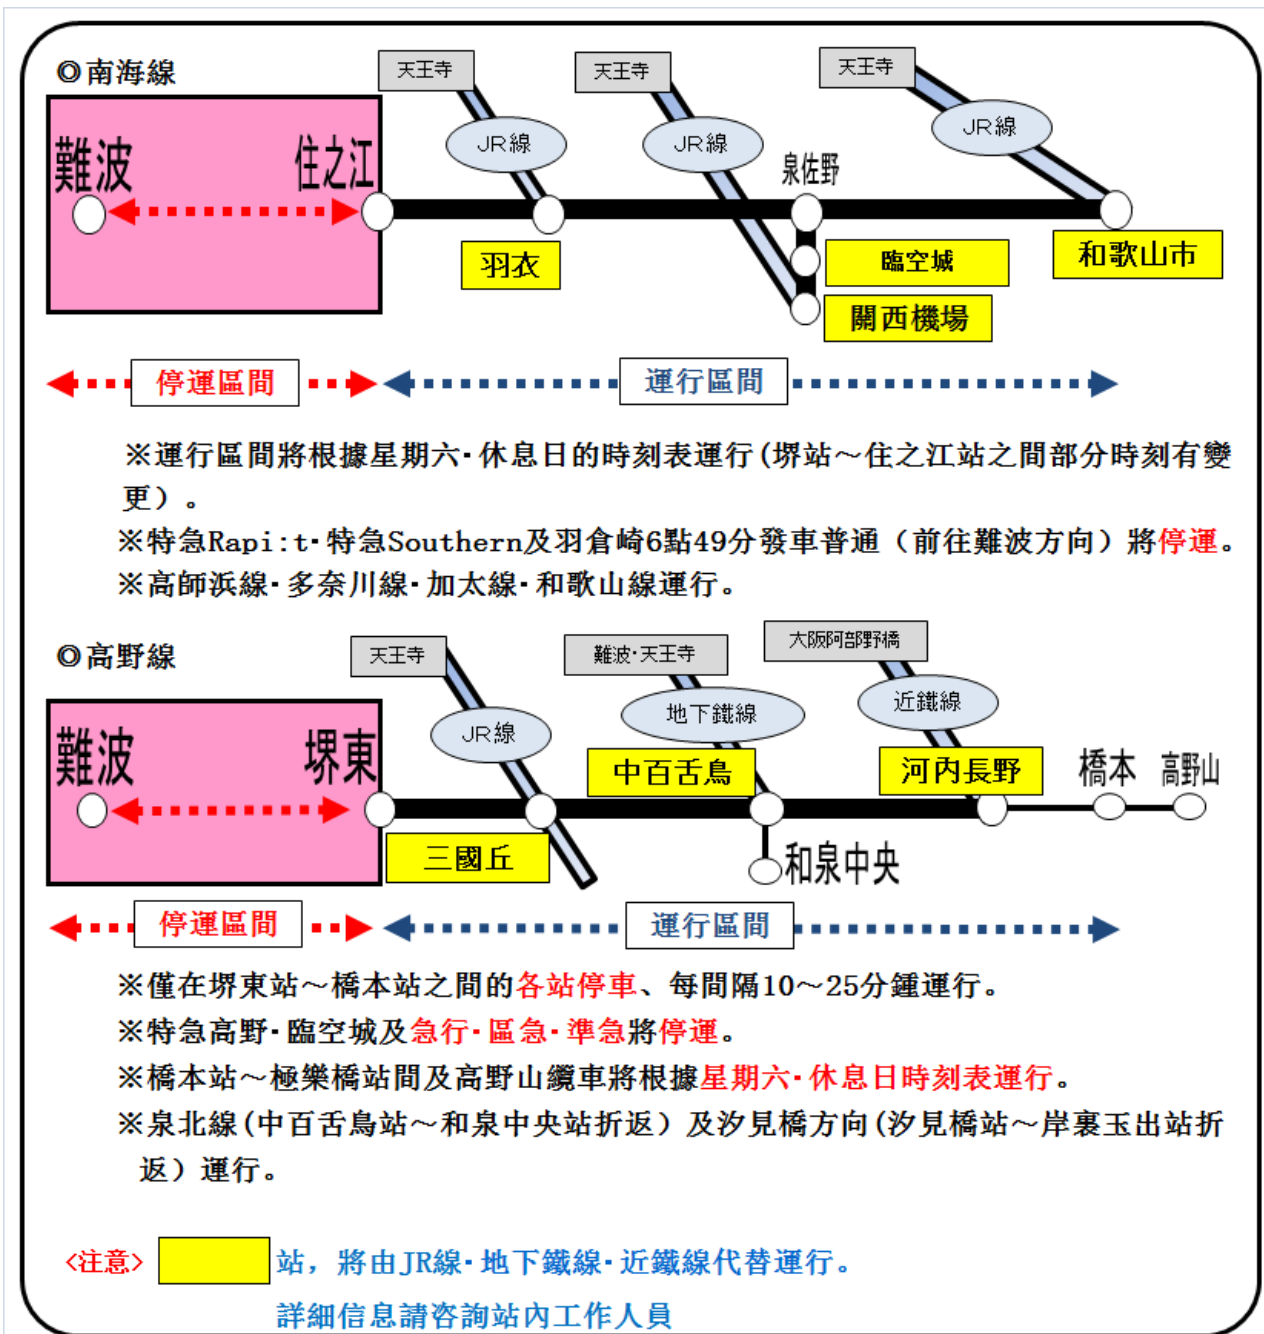 ◎南海線
天王寺
天王寺
天王寺
JR線
JR線
JR線
難波
住之江
泉佐野
羽衣
臨空城
和歌山市
關西機場
停運區間
運行區間
※運行區間將根據星期六･休息日的時刻表運行(堺站～住之江站之間部分時刻有變
更）。
※特急Rapi:t･特急Southern及羽倉崎6點49分發車普通（前往難波方向）將停運。
※高師浜線･多奈川線･加太線･和歌山線運行。
◎高野線
天王寺
難波･天王寺
大阪阿部野橋
JR線
地下鐵線
近鐵線
難波
堺東
中百舌鳥
河內長野
橋本
高野山
三國丘
和泉中央
停運區間
運行區間
※僅在堺東站～橋本站之間的各站停車、每間隔10～25分鍾運行。
※特急高野･臨空城及急行･區急･準急將停運。
※橋本站～極樂橋站間及高野山纜車將根據星期六･休息日時刻表運行。
※泉北線(中百舌鳥站～和泉中央站折返）及汐見橋方向(汐見橋站～岸裏玉出站折
返）運行。
<注意> 站，將由JR線･地下鐵線･近鐵線代替運行。
詳細信息請咨詢站內工作人員